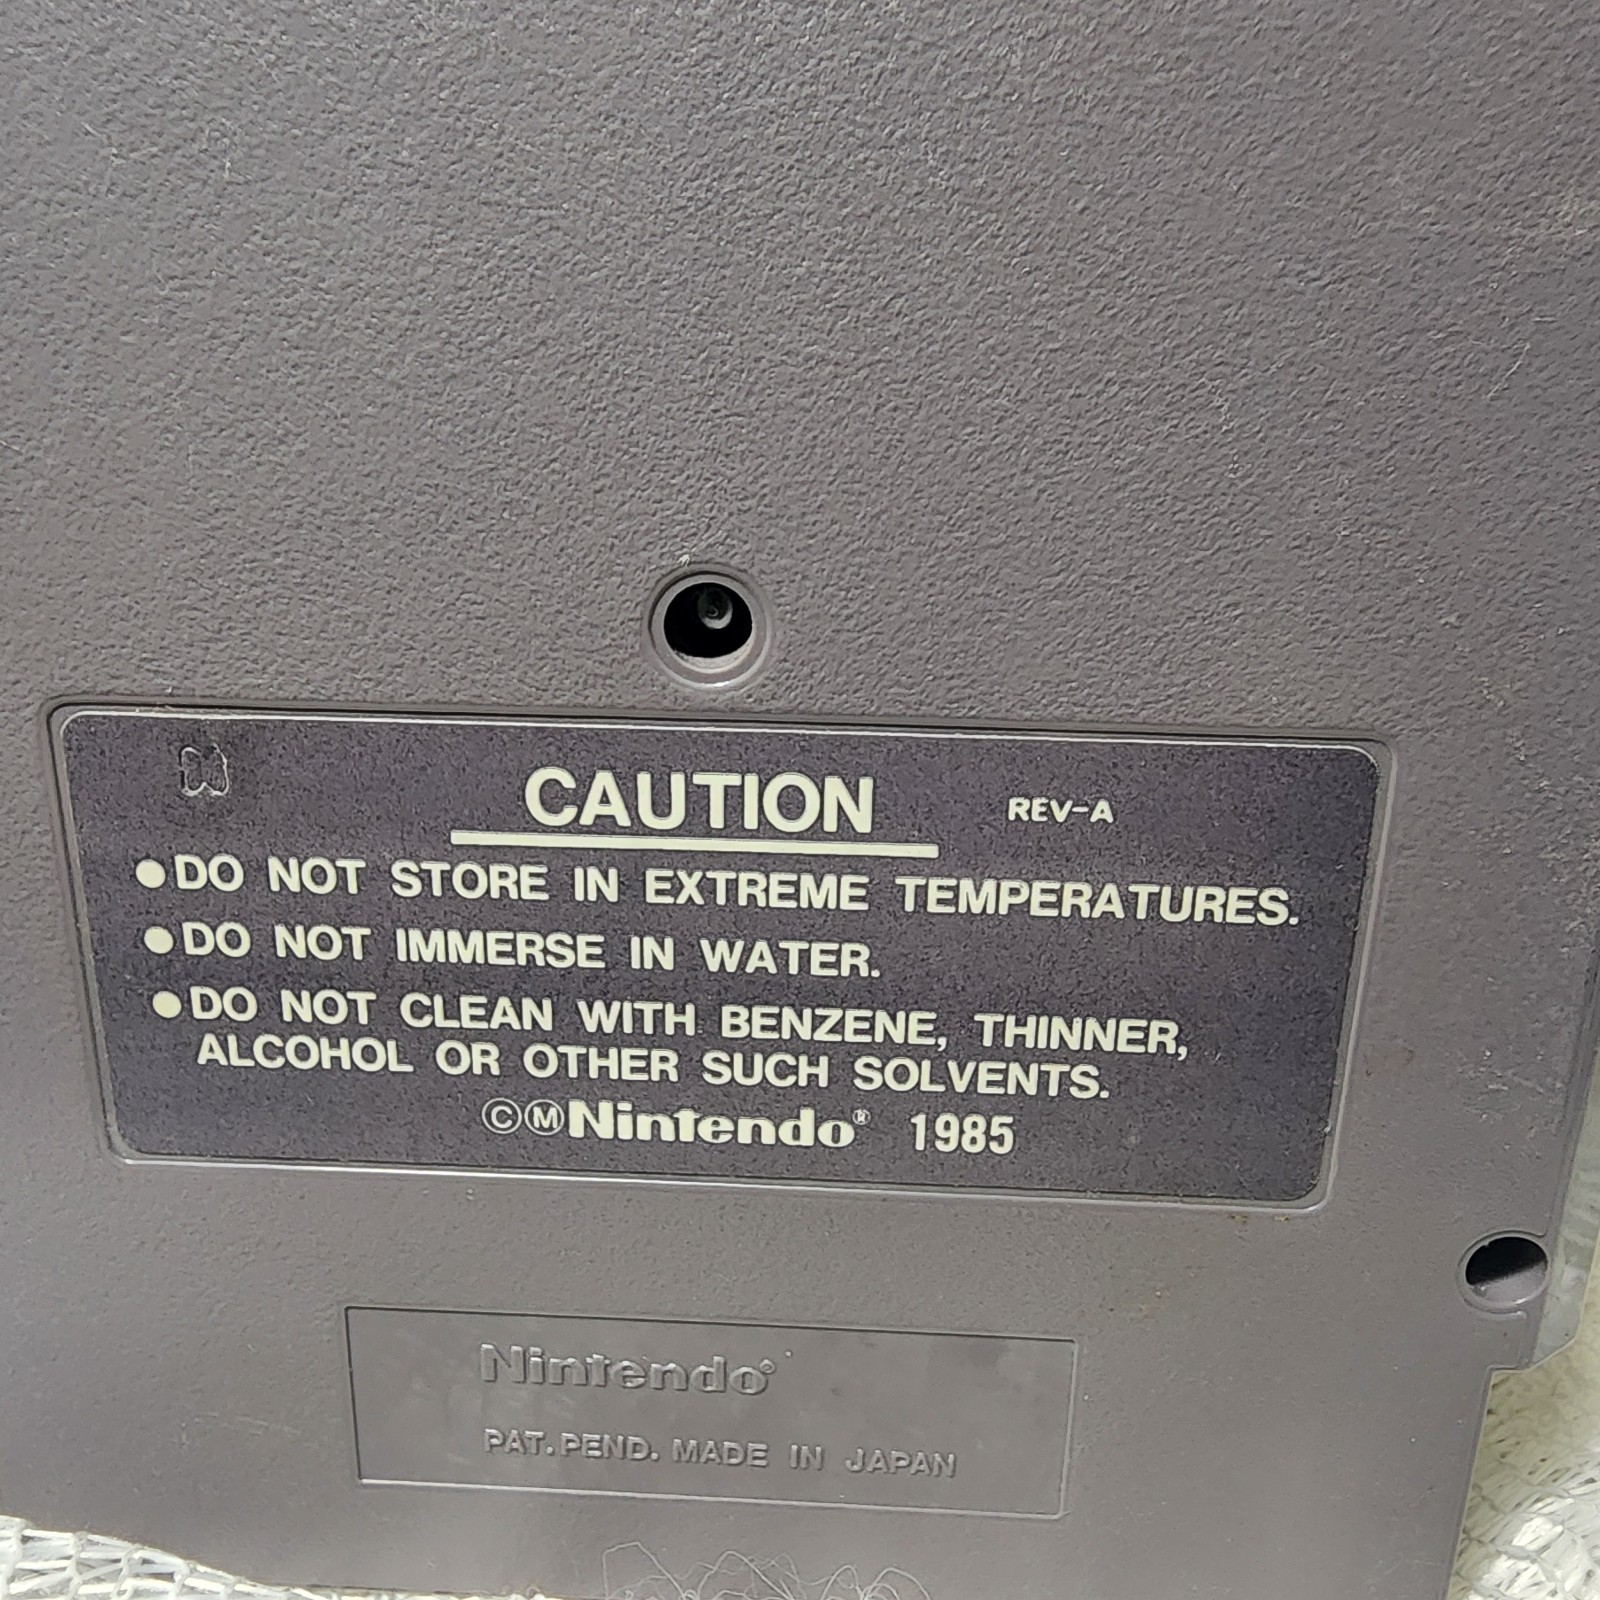 CAUTION REV-A
●DO NOT STORE IN EXTREME TEMPERATURES.
●DO NOT IMMERSE IN WATER.
●DO NOT CLEAN WITH BENZENE, THINNER,
ALCOHOL OR OTHER SUCH SOLVENTS.
©ⓂNintendo® 1985
Nintendo®
PAT. PEND. MADE IN JAPAN